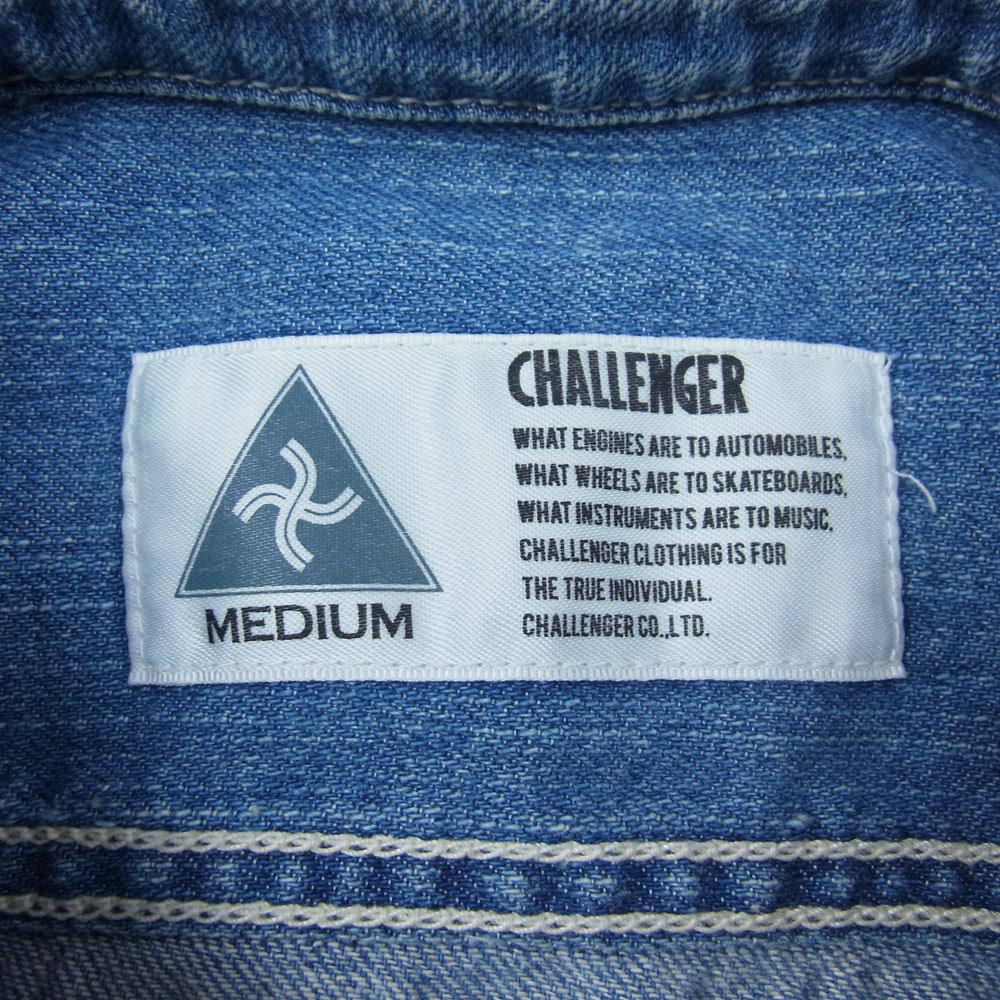 CHALLENGER
WHAT ENGINES ARE TO AUTOMOBILES,
WHAT WHEELS ARE TO SKATEBOARDS,
WHAT INSTRUMENTS ARE TO MUSIC,
CHALLENGER CLOTHING IS FOR
THE TRUE INDIVIDUAL.
CHALLENGER CO.,LTD.
MEDIUM